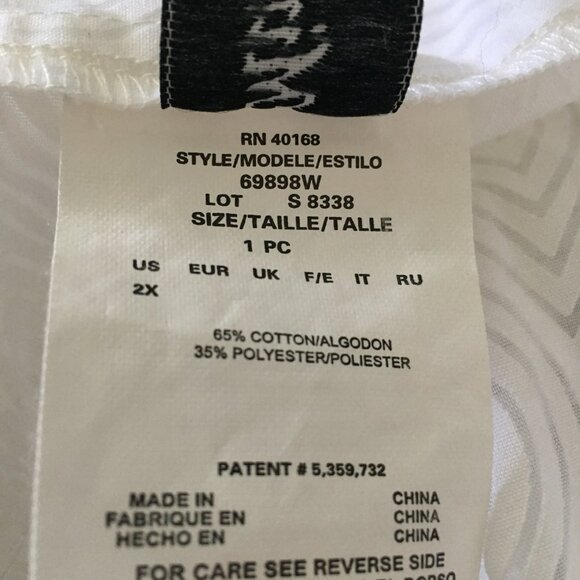 RN 40168
STYLE/MODELE/ESTILO
69898W
LOT S 8338
SIZE/TAILLE/TALLE
1 PC
US EUR UK F/E IT RU
2X
65% COTTON/ALGODON
35% POLYESTER/POLIESTER
PATENT # 5,359,732
MADE IN CHINA
FABRIQUE EN CHINA
HECHO EN CHINA
FOR CARE SEE REVERSE SIDE